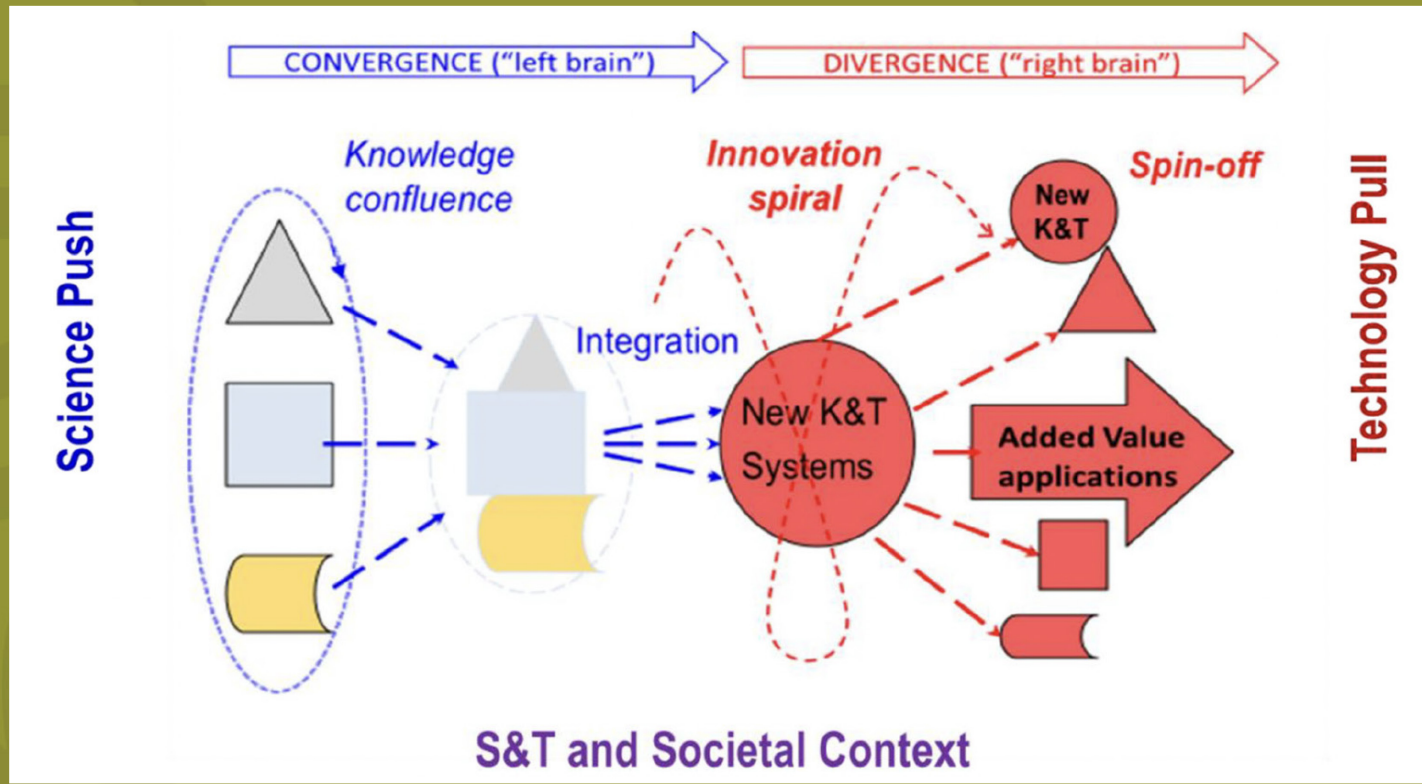 CONVERGENCE (“left brain”)
DIVERGENCE (“right brain”)
Knowledge
confluence
Innovation
spiral
Spin-off
New
K&T
Science Push
Technology Pull
Integration
New K&T
Systems
Added Value
applications
S&T and Societal Context